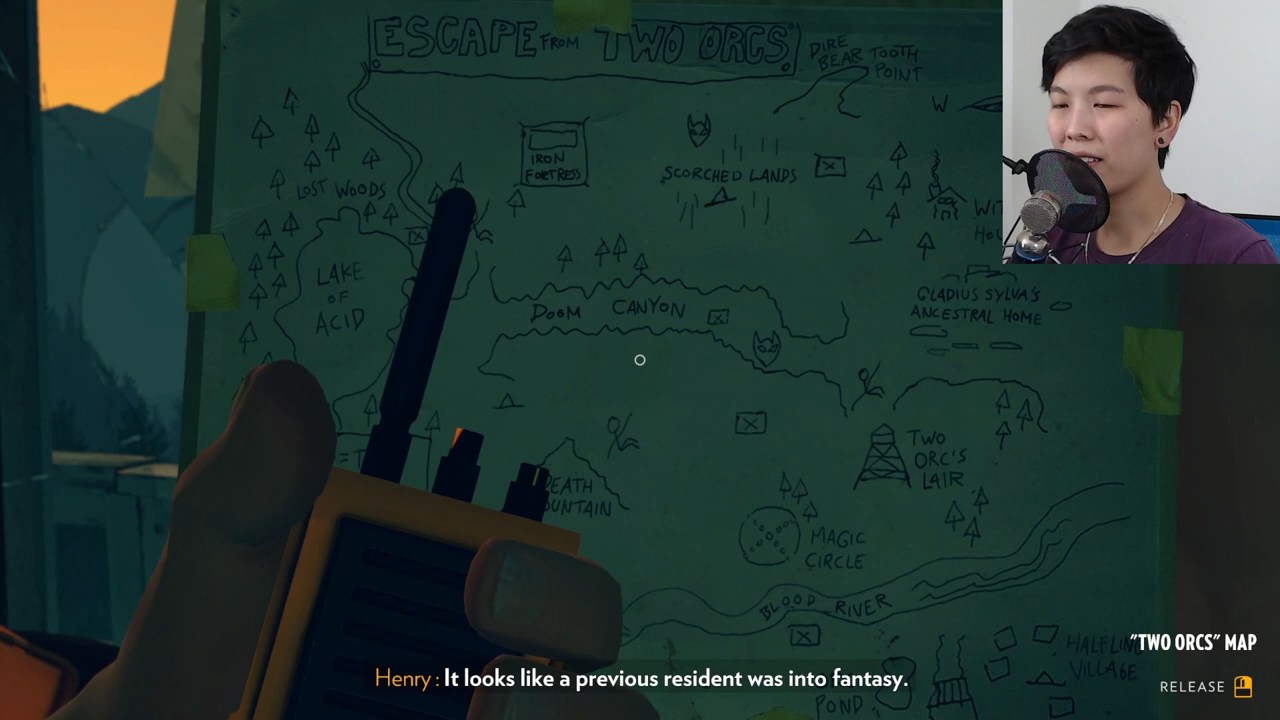 ESCAPE FROM TWO ORCS
DIRE
BEAR TOOTH
POINT
W
IRON
FORTRESS
SCORCHED LANDS
LOST WOODS
LAKE
OF
ACID
DOOM CANYON
GLADIUS SYLVA'S
ANCESTRAL HOME
TWO
ORC'S
LAIR
MAGIC
CIRCLE
BLOOD RIVER
VILLAGE
POND
"TWO ORCS" MAP
RELEASE
Henry : It looks like a previous resident was into fantasy.